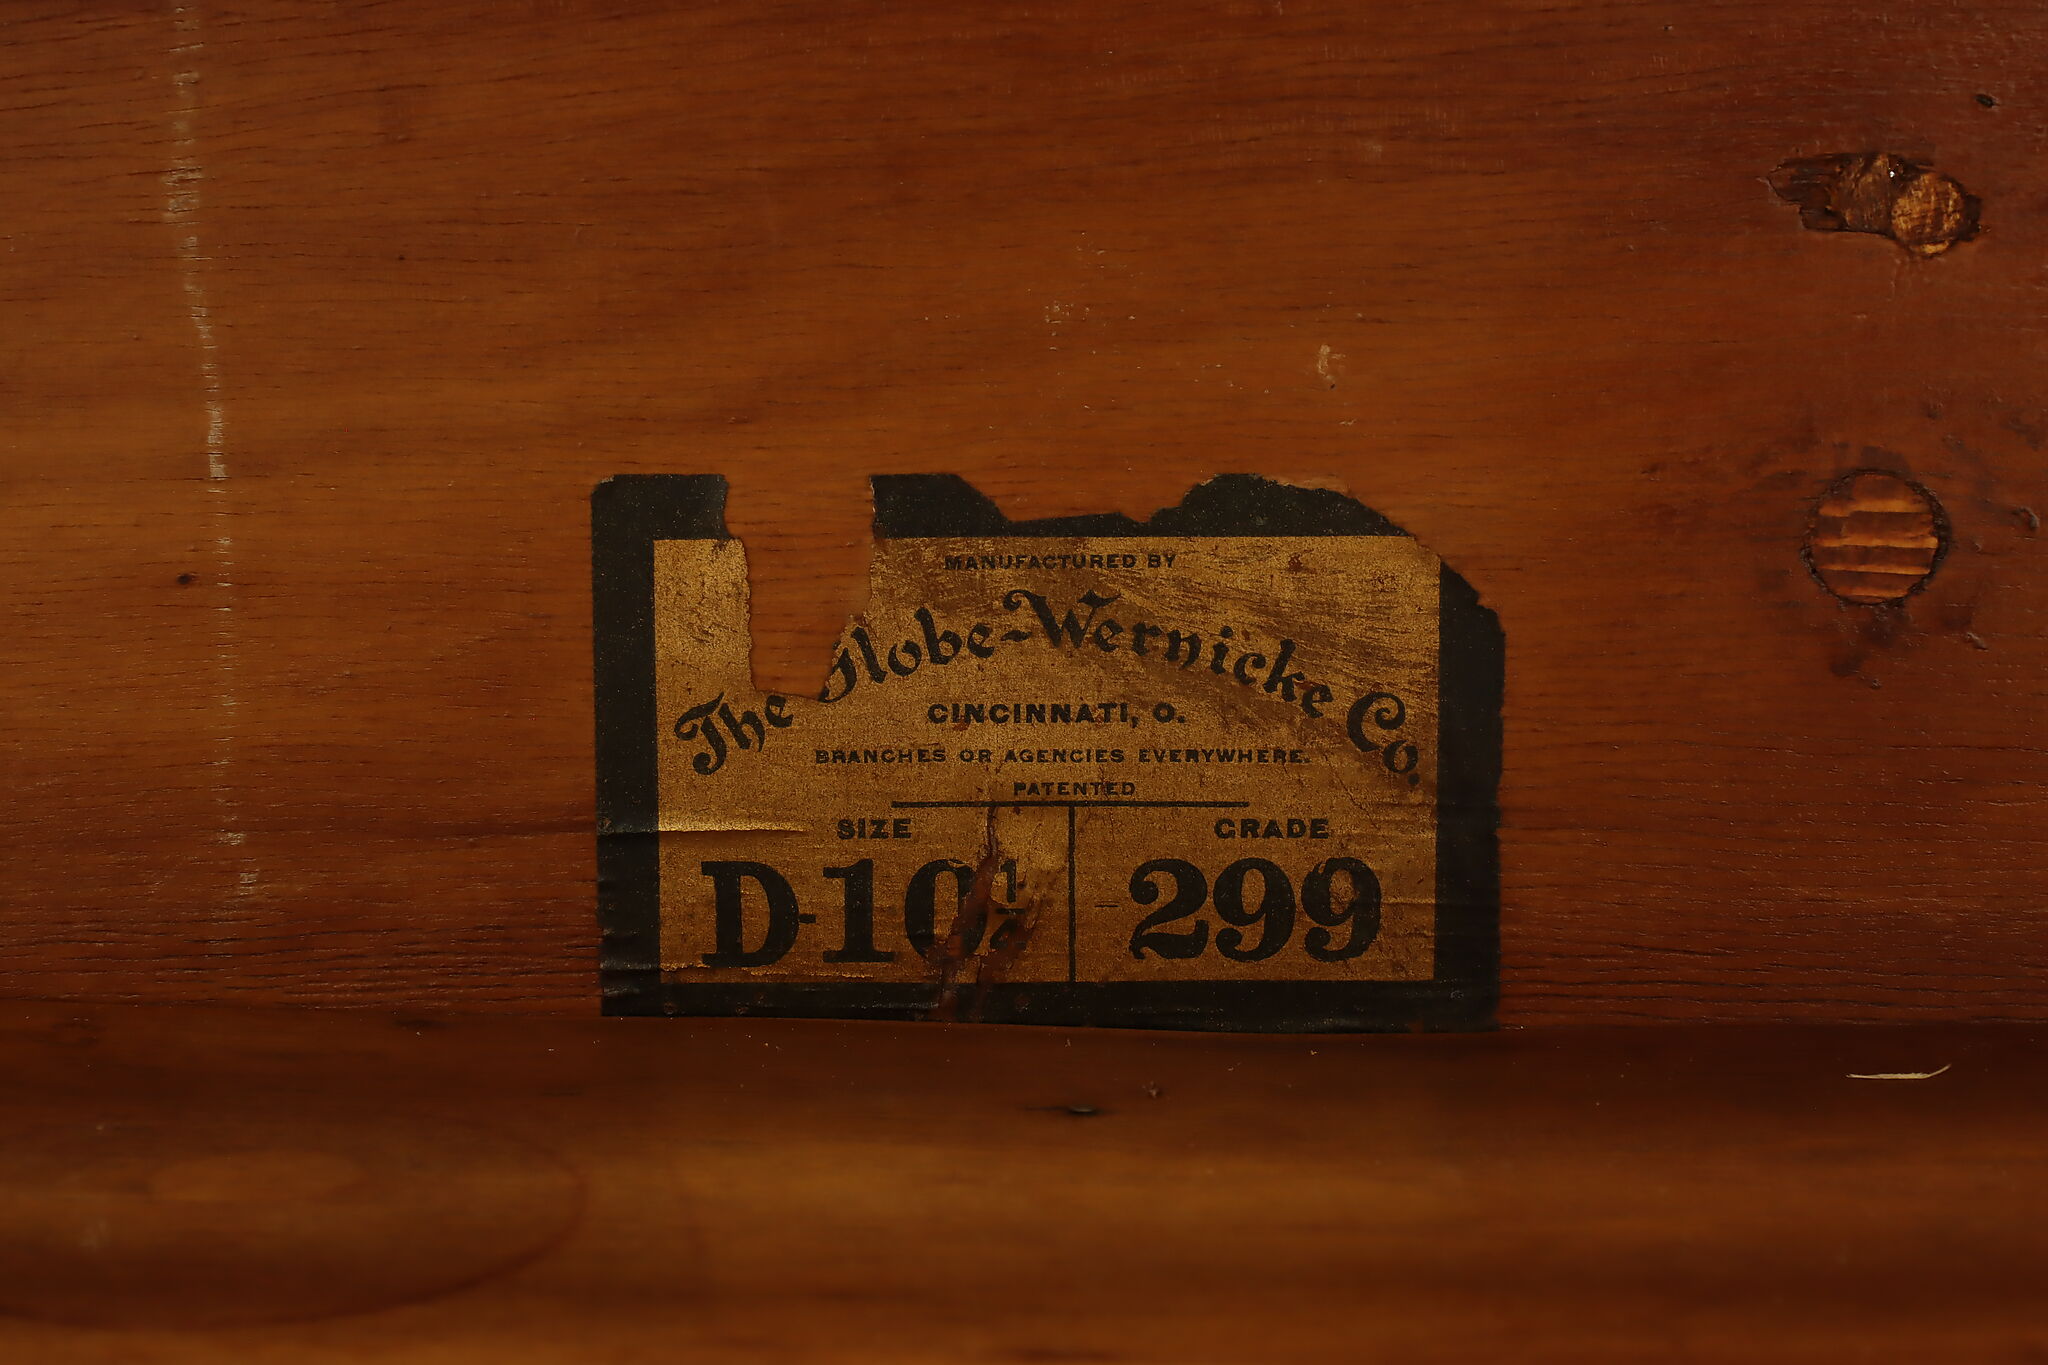 MANUFACTURED BY
The Globe-Wernicke Co.
CINCINNATI, O.
BRANCHES OR AGENCIES EVERYWHERE.
PATENTED
SIZE GRADE
D-10½ -299